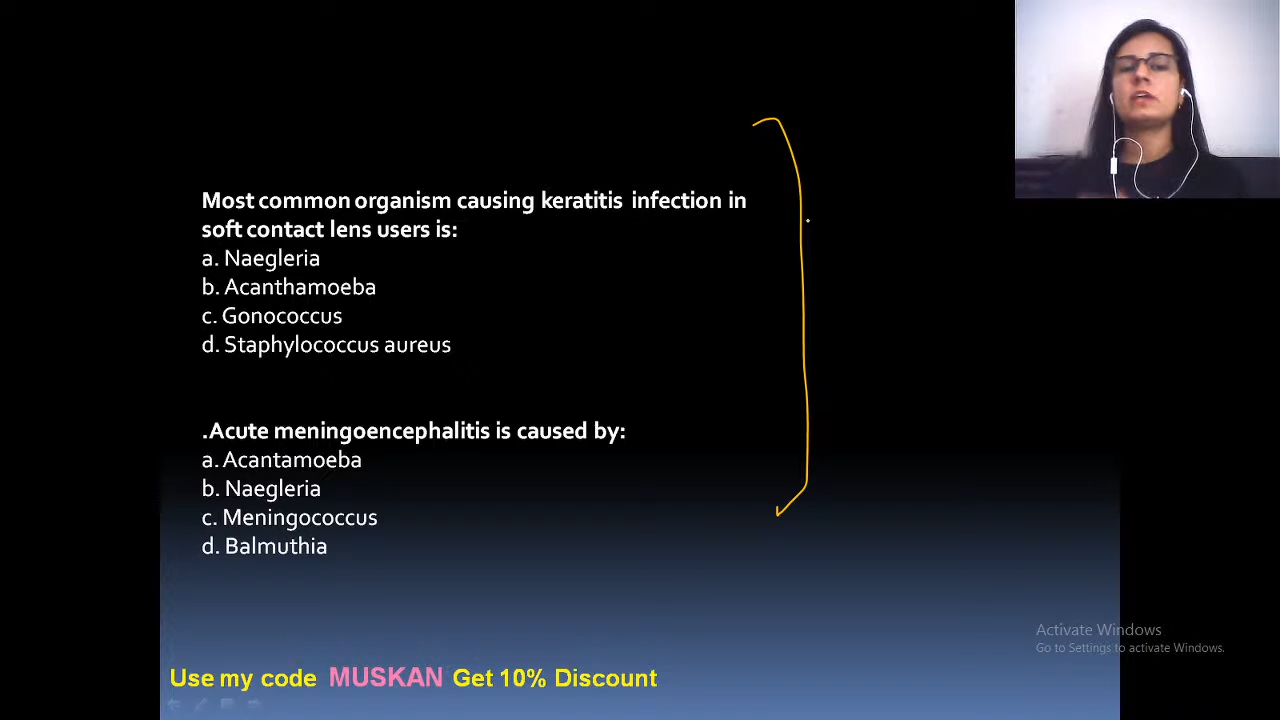 Most common organism causing keratitis infection in
soft contact lens users is:
a. Naegleria
b. Acanthamoeba
c. Gonococcus
d. Staphylococcus aureus
.Acute meningoencephalitis is caused by:
a. Acantamoeba
b. Naegleria
c. Meningococcus
d. Balmuthia
Activate Windows
Go to Settings to activate Windows.
Use my code MUSKAN Get 10% Discount